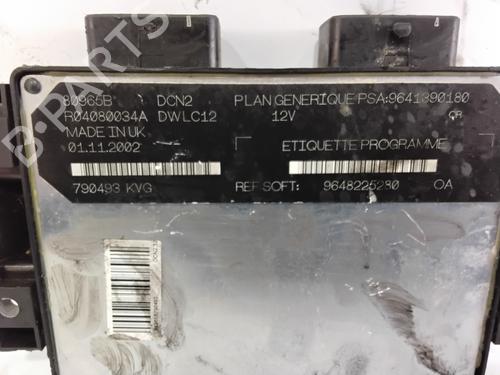 80965B DCN2 PLAN GENERIQUE PSA:9641390180
R04080034A DWLC12 12V
MADE IN UK
01.11.2002 ETIQUETTE PROGRAMME
790493 KVG REF SOFT: 9648225280 OA
B-PARTS